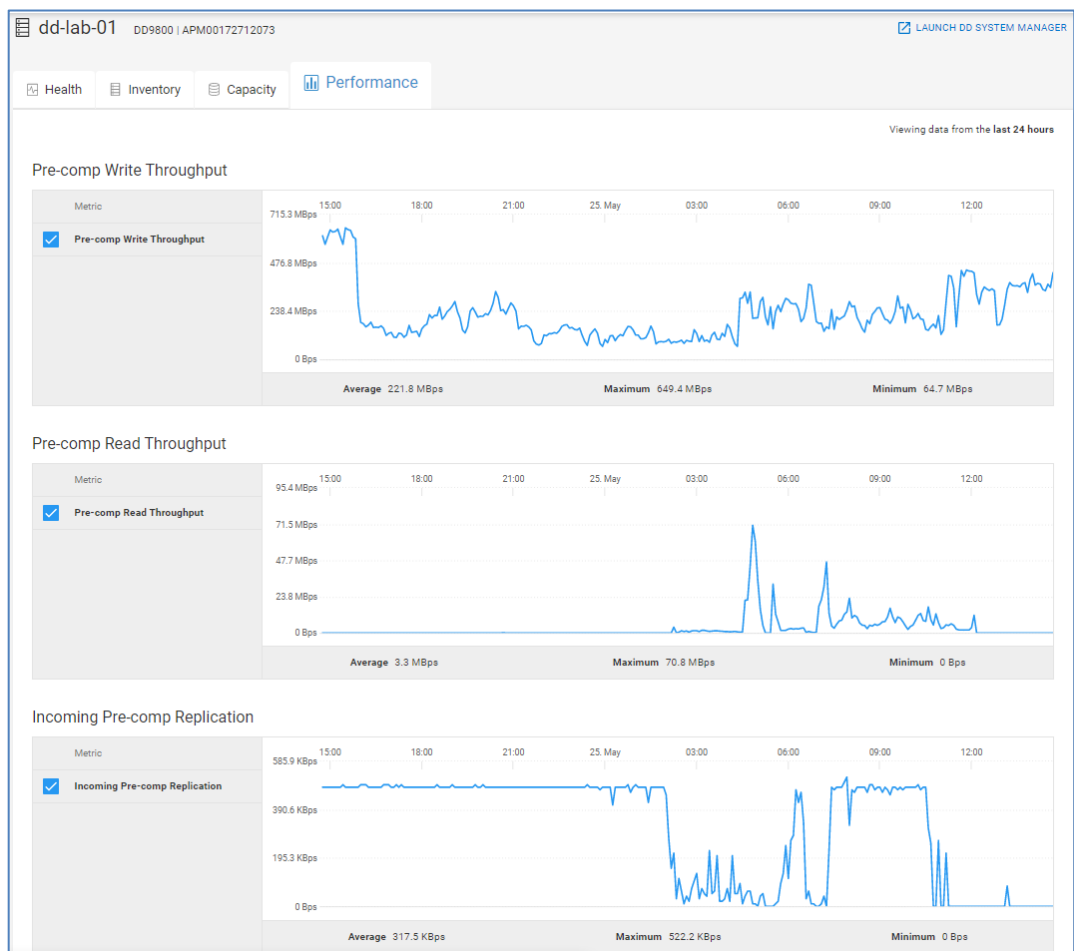 dd-lab-01 DD9800 | APM00172712073 LAUNCH DD SYSTEM MANAGER
Health Inventory Capacity Performance
Viewing data from the last 24 hours
Pre-comp Write Throughput
Metric
15:00 18:00 21:00 25. May 03:00 06:00 09:00 12:00
715.3 MBps
Pre-comp Write Throughput
476.8 MBps
238.4 MBps
0 Bps
Average 221.8 MBps Maximum 649.4 MBps Minimum 64.7 MBps
Pre-comp Read Throughput
Metric
15:00 18:00 21:00 25. May 03:00 06:00 09:00 12:00
95.4 MBps
Pre-comp Read Throughput
71.5 MBps
47.7 MBps
23.8 MBps
0 Bps
Average 3.3 MBps Maximum 70.8 MBps Minimum 0 Bps
Incoming Pre-comp Replication
Metric
15:00 18:00 21:00 25. May 03:00 06:00 09:00 12:00
585.9 KBps
Incoming Pre-comp Replication
390.6 KBps
195.3 KBps
0 Bps
Average 317.5 KBps Maximum 522.2 KBps Minimum 0 Bps